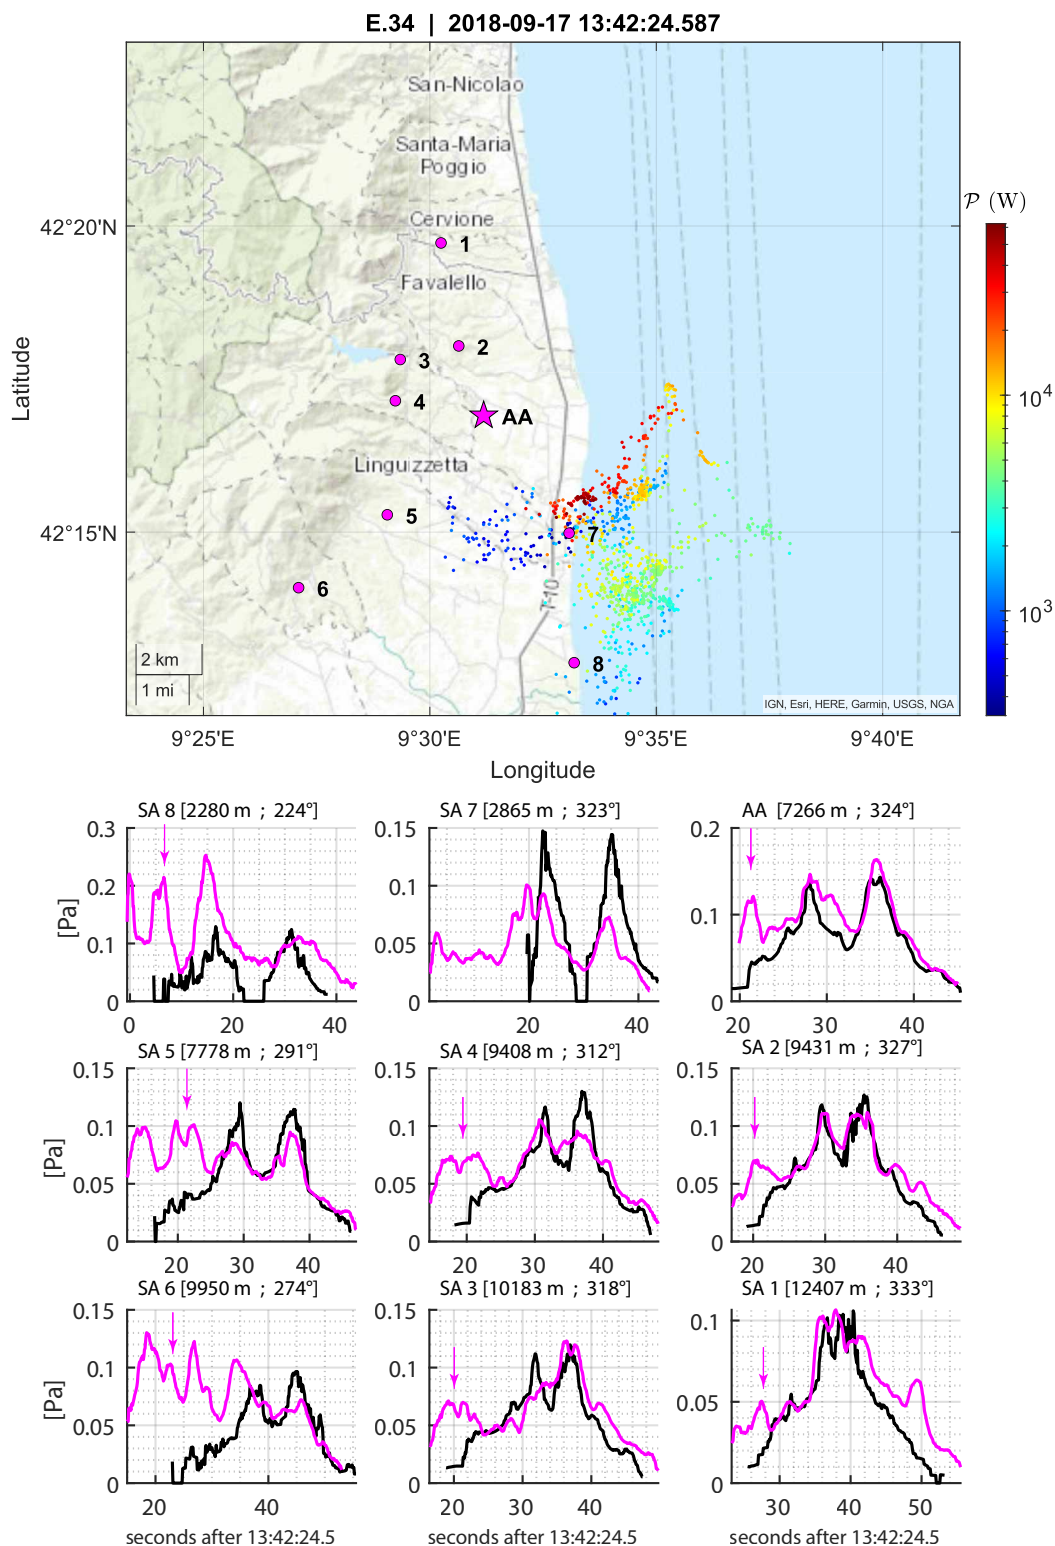 E.34 | 2018-09-17 13:42:24.587
San-Nicolao
Santa-Maria
Poggio
Cervione
1
Favalello
2
3
4
AA
Linguizzetta
5
7
6
T-10
8
2 km
1 mi
IGN, Esri, HERE, Garmin, USGS, NGA
42°20'N
42°15'N
Latitude
9°25'E 9°30'E 9°35'E 9°40'E
Longitude
𝒫 (W)
10⁴
10³
SA 8 [2280 m ; 224°]
0.3
0.2
0.1
0
[Pa]
0 20 40
SA 7 [2865 m ; 323°]
0.15
0.1
0.05
0
20 40
AA [7266 m ; 324°]
0.2
0.1
0
20 30 40
SA 5 [7778 m ; 291°]
0.15
0.1
0.05
0
[Pa]
20 30 40
SA 4 [9408 m ; 312°]
0.15
0.1
0.05
0
20 30 40
SA 2 [9431 m ; 327°]
0.15
0.1
0.05
0
20 30 40
SA 6 [9950 m ; 274°]
0.15
0.1
0.05
0
[Pa]
20 40
seconds after 13:42:24.5
SA 3 [10183 m ; 318°]
0.15
0.1
0.05
0
20 30 40
seconds after 13:42:24.5
SA 1 [12407 m ; 333°]
0.1
0.05
0
30 40 50
seconds after 13:42:24.5